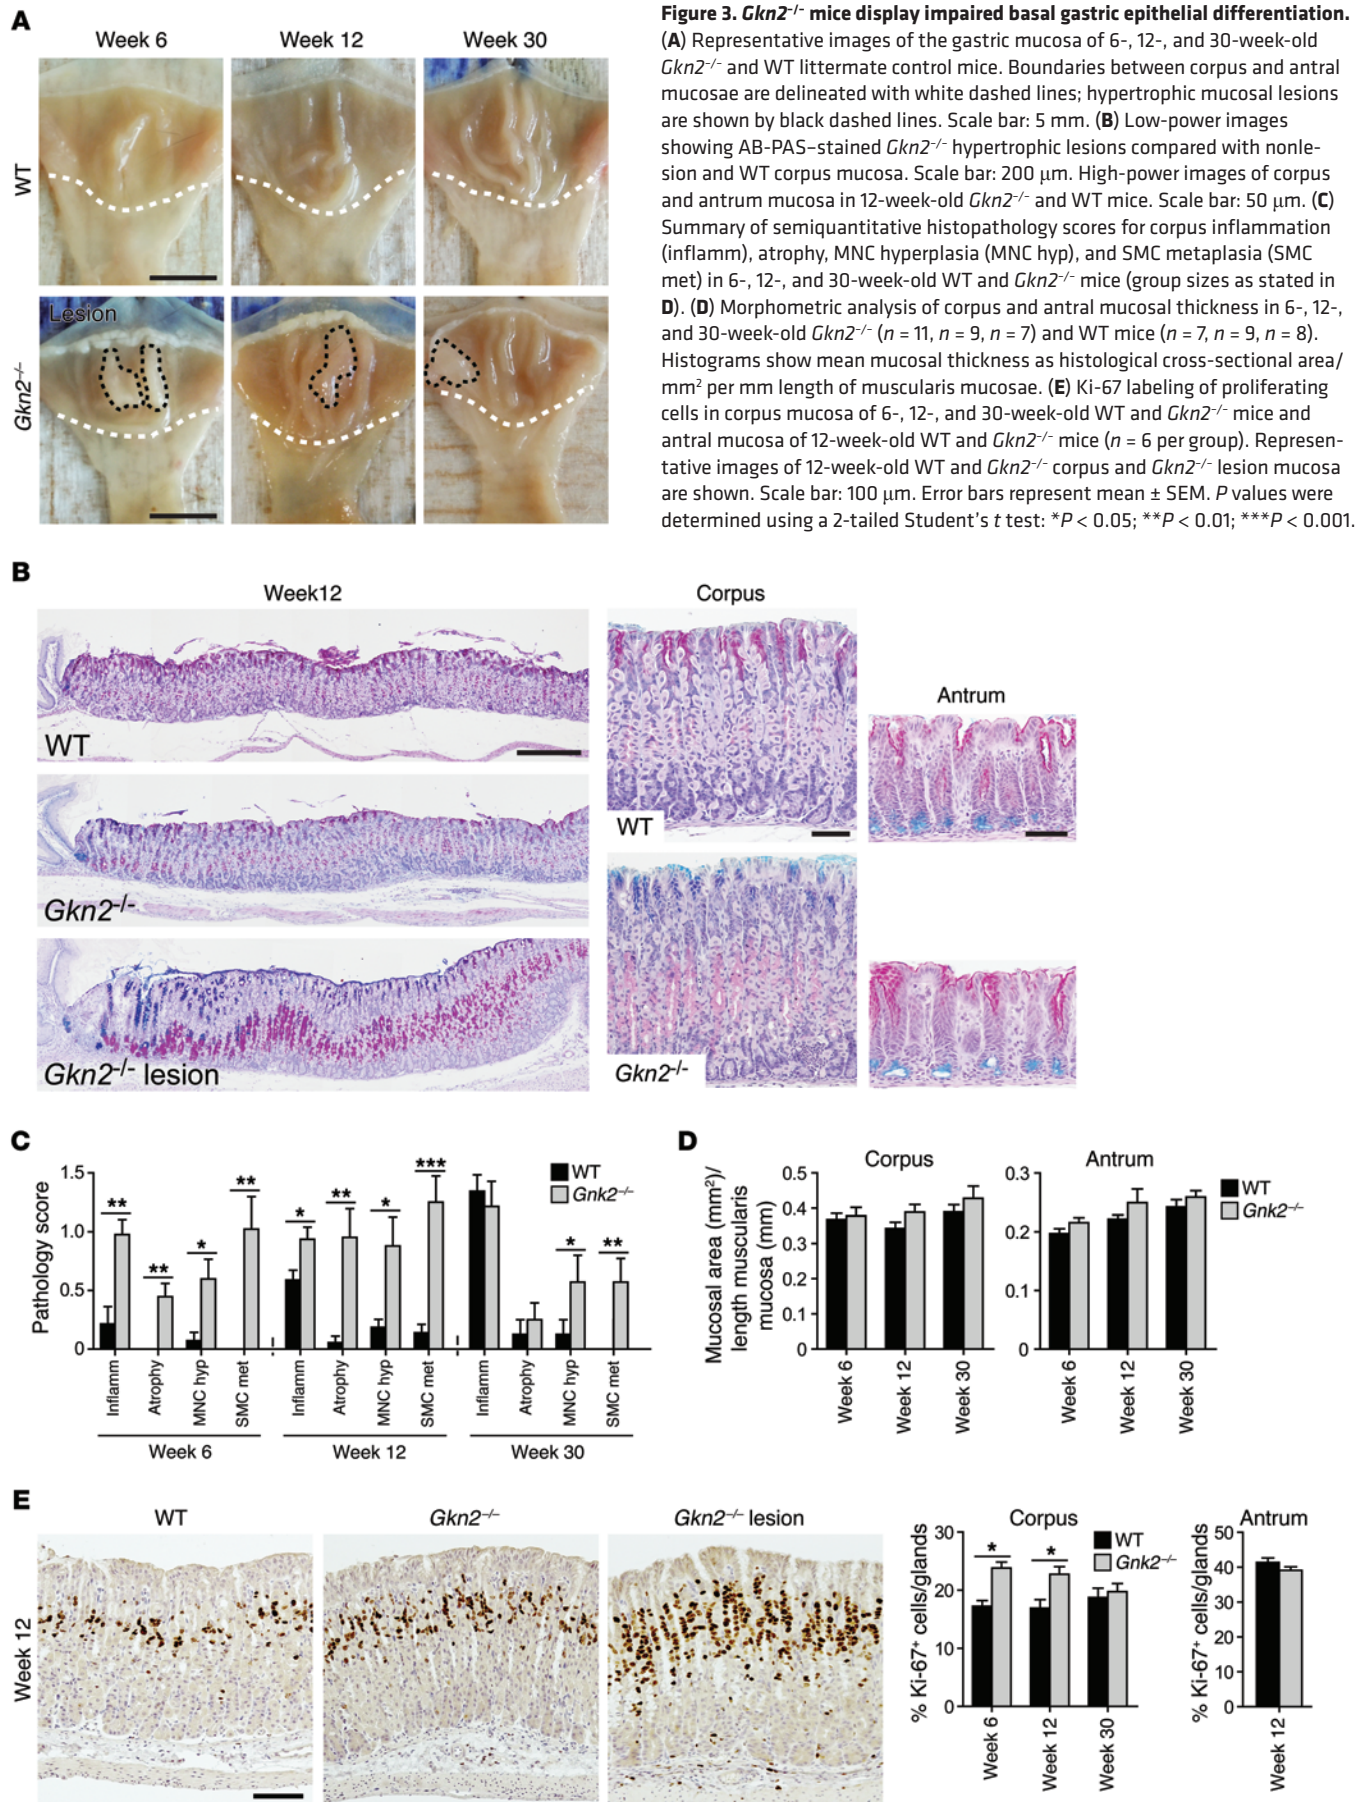 A
Week 6
Week 12
Week 30
WT
Lesion
Gkn2⁻/⁻
Figure 3. Gkn2⁻/⁻ mice display impaired basal gastric epithelial differentiation.
(A) Representative images of the gastric mucosa of 6-, 12-, and 30-week-old
Gkn2⁻/⁻ and WT littermate control mice. Boundaries between corpus and antral
mucosae are delineated with white dashed lines; hypertrophic mucosal lesions
are shown by black dashed lines. Scale bar: 5 mm. (B) Low-power images
showing AB-PAS–stained Gkn2⁻/⁻ hypertrophic lesions compared with nonle-
sion and WT corpus mucosa. Scale bar: 200 μm. High-power images of corpus
and antrum mucosa in 12-week-old Gkn2⁻/⁻ and WT mice. Scale bar: 50 μm. (C)
Summary of semiquantitative histopathology scores for corpus inflammation
(inflamm), atrophy, MNC hyperplasia (MNC hyp), and SMC metaplasia (SMC
met) in 6-, 12-, and 30-week-old WT and Gkn2⁻/⁻ mice (group sizes as stated in
D). (D) Morphometric analysis of corpus and antral mucosal thickness in 6-, 12-,
and 30-week-old Gkn2⁻/⁻ (n = 11, n = 9, n = 7) and WT mice (n = 7, n = 9, n = 8).
Histograms show mean mucosal thickness as histological cross-sectional area/
mm² per mm length of muscularis mucosae. (E) Ki-67 labeling of proliferating
cells in corpus mucosa of 6-, 12-, and 30-week-old WT and Gkn2⁻/⁻ mice and
antral mucosa of 12-week-old WT and Gkn2⁻/⁻ mice (n = 6 per group). Represen-
tative images of 12-week-old WT and Gkn2⁻/⁻ corpus and Gkn2⁻/⁻ lesion mucosa
are shown. Scale bar: 100 μm. Error bars represent mean ± SEM. P values were
determined using a 2-tailed Student's t test: *P < 0.05; **P < 0.01; ***P < 0.001.
B
Week12
WT
Gkn2⁻/⁻
Gkn2⁻/⁻ lesion
Corpus
WT
Gkn2⁻/⁻
Antrum
C
Pathology score
1.5
1.0
0.5
0
** ** * **
* ** * ***
* **
WT
Gnk2⁻/⁻
Inflamm Atrophy MNC hyp SMC met
Inflamm Atrophy MNC hyp SMC met
Inflamm Atrophy MNC hyp SMC met
Week 6 Week 12 Week 30
D
Mucosal area (mm²)/
length muscularis
mucosa (mm)
Corpus
0.5
0.4
0.3
0.2
0.1
0
Week 6 Week 12 Week 30
Antrum
0.3
0.2
0.1
0
Week 6 Week 12 Week 30
WT
Gnk2⁻/⁻
E
WT
Gkn2⁻/⁻
Gkn2⁻/⁻ lesion
Week 12
% Ki-67⁺ cells/glands
Corpus
30
20
10
0
* *
WT
Gnk2⁻/⁻
Week 6 Week 12 Week 30
% Ki-67⁺ cells/glands
Antrum
50
40
30
20
10
0
Week 12